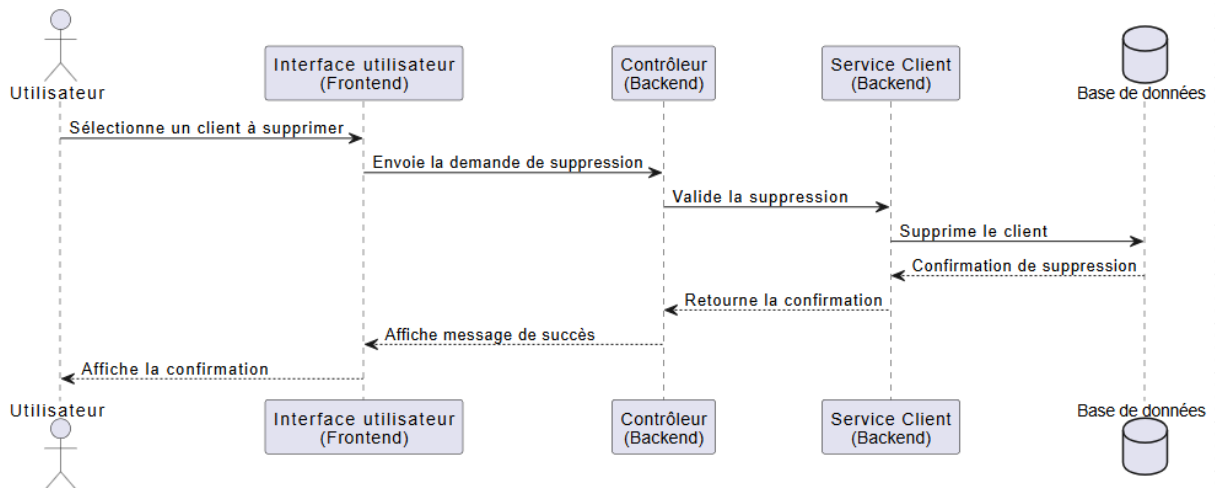 Utilisateur
Interface utilisateur
(Frontend)
Contrôleur
(Backend)
Service Client
(Backend)
Base de données
Sélectionne un client à supprimer
Envoie la demande de suppression
Valide la suppression
Supprime le client
Confirmation de suppression
Retourne la confirmation
Affiche message de succès
Affiche la confirmation
Utilisateur
Interface utilisateur
(Frontend)
Contrôleur
(Backend)
Service Client
(Backend)
Base de données